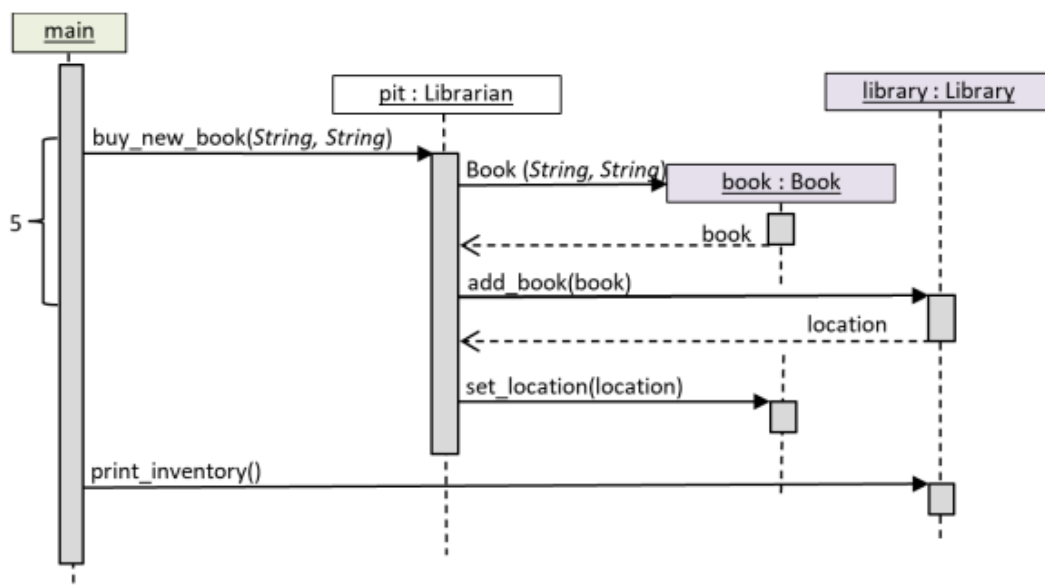 main
pit : Librarian
library : Library
buy_new_book(String, String)
Book (String, String)
book : Book
5
book
add_book(book)
location
set_location(location)
print_inventory()